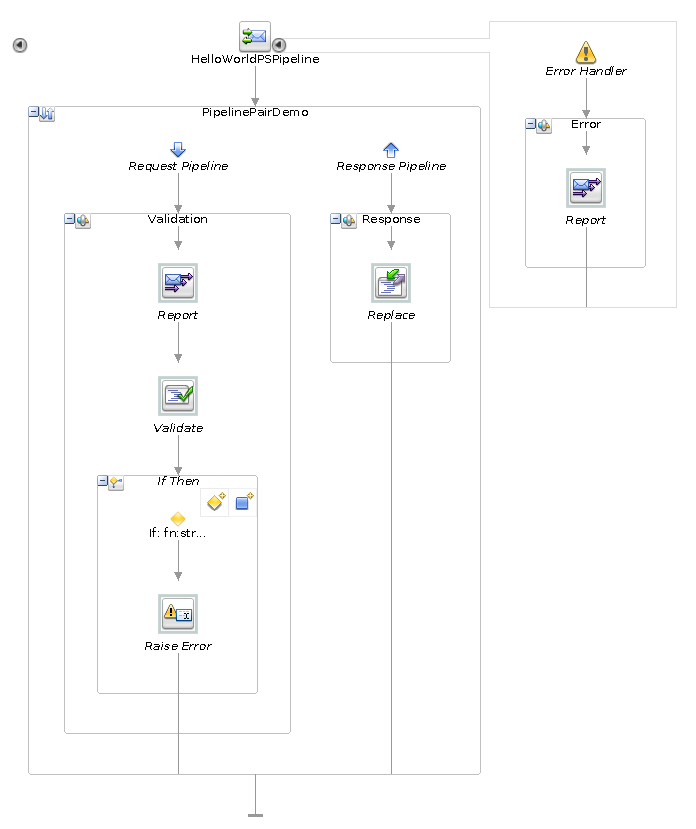 HelloWorldPSPipeline
Error Handler
PipelinePairDemo
Error
Request Pipeline
Response Pipeline
Report
Validation
Response
Report
Replace
Validate
If Then
If: fn:str...
Raise Error